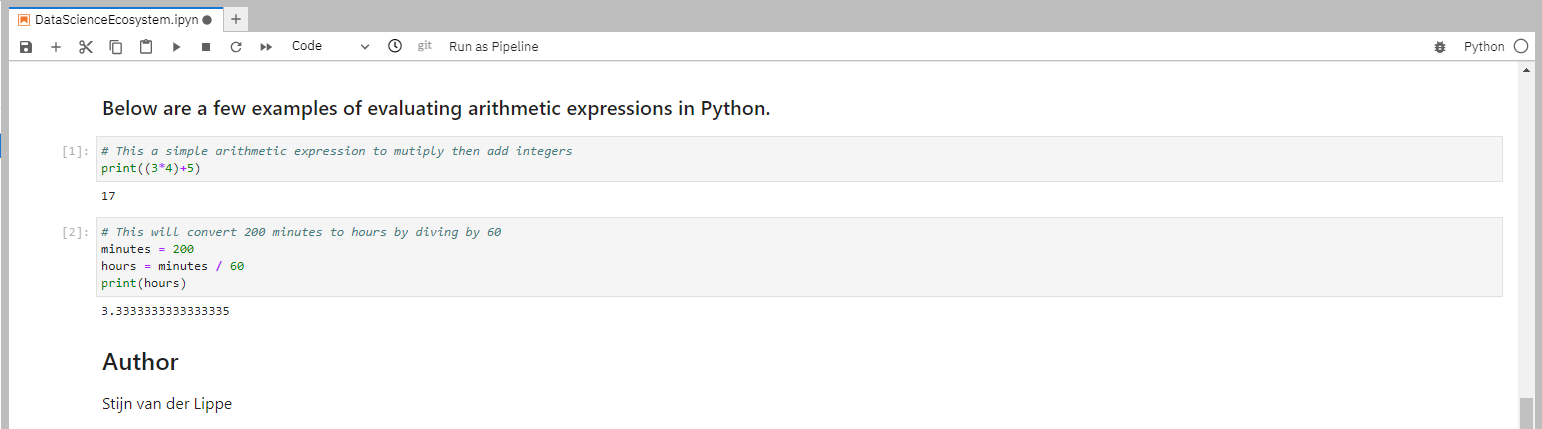 DataScienceEcosystem.ipyn
Code git Run as Pipeline Python
Below are a few examples of evaluating arithmetic expressions in Python.
[1]: # This a simple arithmetic expression to mutiply then add integers
print((3*4)+5)
17
[2]: # This will convert 200 minutes to hours by diving by 60
minutes = 200
hours = minutes / 60
print(hours)
3.3333333333333335
Author
Stijn van der Lippe